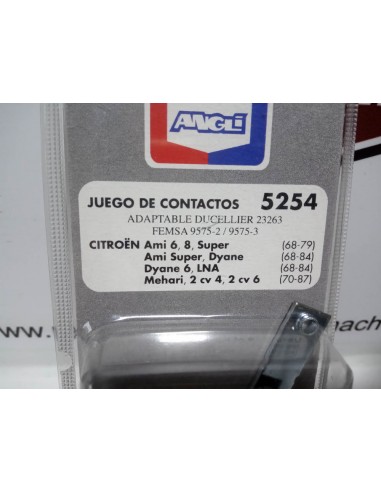 ANGLI
JUEGO DE CONTACTOS 5254
ADAPTABLE DUCELLIER 23263
FEMSA 9575-2 / 9575-3
CITROËN Ami 6, 8, Super (68-79)
Ami Super, Dyane (68-84)
Dyane 6, LNA (68-84)
Mehari, 2 cv 4, 2 cv 6 (70-87)